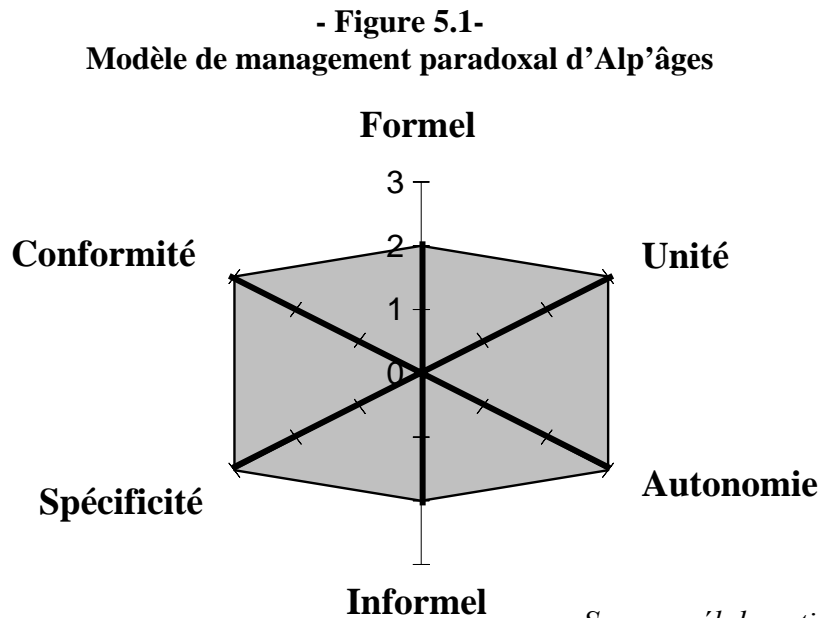 - Figure 5.1-
Modèle de management paradoxal d’Alp’âges
Formel
3
Conformité
2
Unité
1
0
Spécificité
Autonomie
Informel